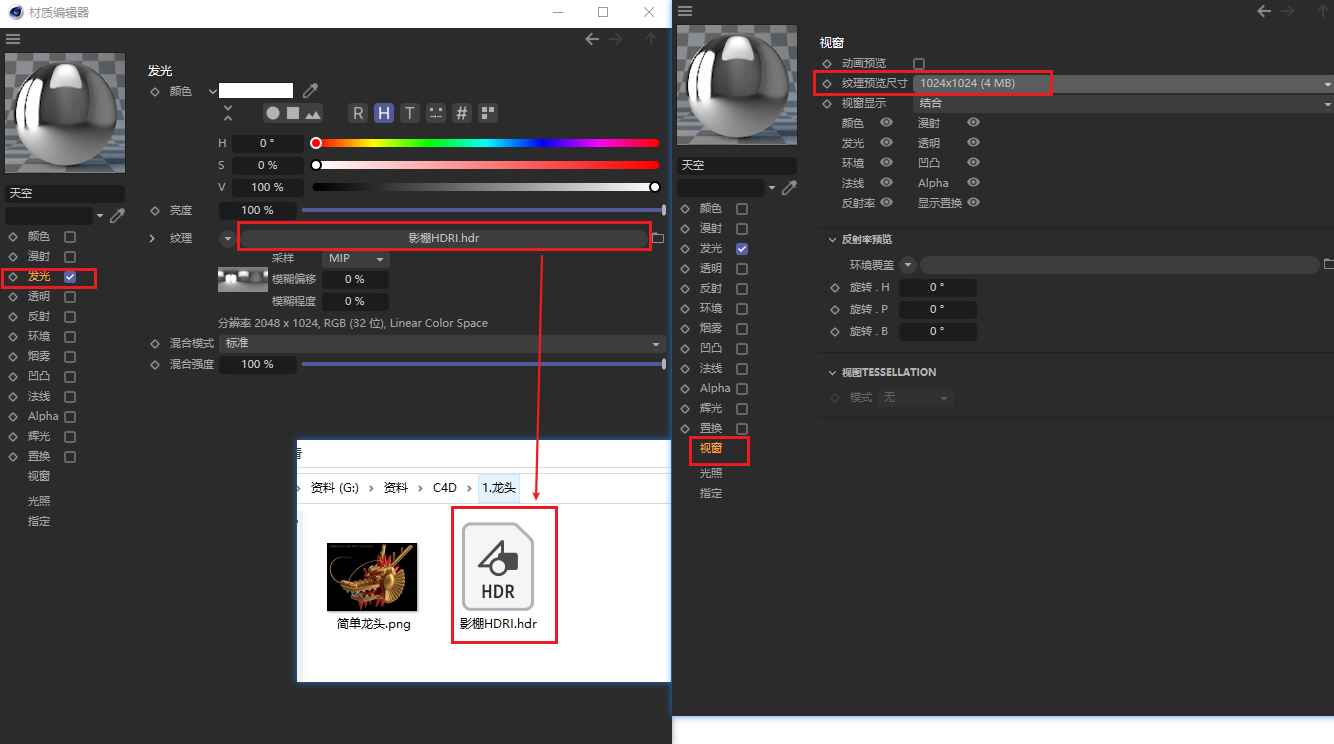 材质编辑器
发光
颜色
R H T #
H 0 °
S 0 %
V 100 %
天空
亮度 100 %
纹理 影棚HDRI.hdr
采样 MIP
模糊偏移 0 %
模糊程度 0 %
分辨率 2048 x 1024, RGB (32 位), Linear Color Space
混合模式 标准
混合强度 100 %
颜色
漫射
发光
透明
反射
环境
烟雾
凹凸
法线
Alpha
辉光
置换
视窗
光照
指定
资料 (G:) › 资料 › C4D › 1.龙头
HDR
简单龙头.png
影棚HDRI.hdr
视窗
动画预览
纹理预览尺寸 1024x1024 (4 MB)
视窗显示 结合
颜色 漫射
发光 透明
环境 凹凸
法线 Alpha
反射率 显示置换
反射率预览
环境覆盖
旋转 . H 0 °
旋转 . P 0 °
旋转 . B 0 °
视图TESSELLATION
模式 无
天空
颜色
漫射
发光
透明
反射
环境
烟雾
凹凸
法线
Alpha
辉光
置换
视窗
光照
指定